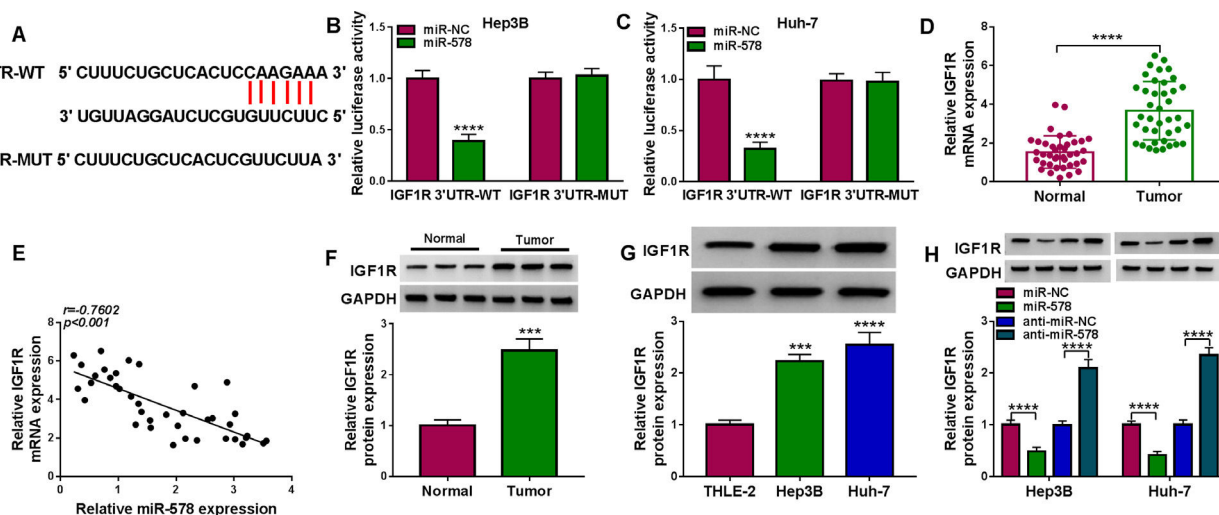 A
TR-WT 5' CUUUCUGCUCACUCCAAGAAA 3'
3' UGUUAGGAUCUCGUGUUCUUC 5'
R-MUT 5' CUUUCUGCUCACUCGUUCUUA 3'
B
Hep3B
miR-NC
miR-578
Relative luciferase activity
1.5
1.0
0.5
0.0
****
IGF1R 3'UTR-WT IGF1R 3'UTR-MUT
C
Huh-7
miR-NC
miR-578
Relative luciferase activity
1.5
1.0
0.5
0.0
****
IGF1R 3'UTR-WT IGF1R 3'UTR-MUT
D
****
Relative IGF1R
mRNA expression
8
6
4
2
0
Normal Tumor
E
r=-0.7602
p<0.001
Relative IGF1R
mRNA expression
8
6
4
2
0
0 1 2 3 4
Relative miR-578 expression
F
Normal Tumor
IGF1R
GAPDH
Relative IGF1R
protein expression
3
2
1
0
***
Normal Tumor
G
IGF1R
GAPDH
Relative IGF1R
protein expression
3
2
1
0
***
****
THLE-2 Hep3B Huh-7
H
IGF1R
GAPDH
miR-NC
miR-578
anti-miR-NC
anti-miR-578
Relative IGF1R
protein expression
3
2
1
0
**** **** **** ****
Hep3B Huh-7